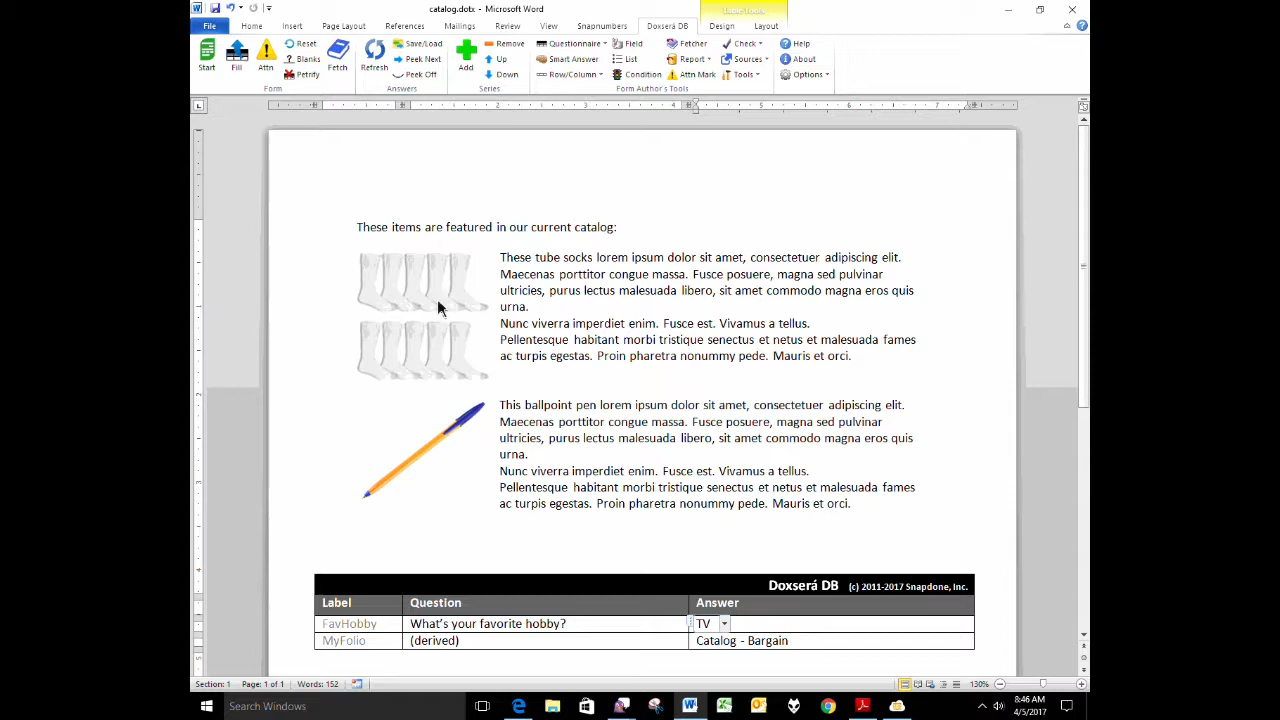 catalog.dotx - Microsoft Word
Table Tools
File Home Insert Page Layout References Mailings Review View Snapnumbers Doxserá DB Design Layout
Start Fill Attn Reset Blanks Petrify Form
Fetch Refresh Save/Load Peek Next Peek Off Answers
Add Remove Up Down Series
Questionnaire Smart Answer Row/Column Field List Condition Fetcher Report Attn Mark Check Sources Tools Form Author's Tools
Help About Options
1 2 3 4 5 6 7
These items are featured in our current catalog:
These tube socks lorem ipsum dolor sit amet, consectetuer adipiscing elit.
Maecenas porttitor congue massa. Fusce posuere, magna sed pulvinar
ultricies, purus lectus malesuada libero, sit amet commodo magna eros quis
urna.
Nunc viverra imperdiet enim. Fusce est. Vivamus a tellus.
Pellentesque habitant morbi tristique senectus et netus et malesuada fames
ac turpis egestas. Proin pharetra nonummy pede. Mauris et orci.
This ballpoint pen lorem ipsum dolor sit amet, consectetuer adipiscing elit.
Maecenas porttitor congue massa. Fusce posuere, magna sed pulvinar
ultricies, purus lectus malesuada libero, sit amet commodo magna eros quis
urna.
Nunc viverra imperdiet enim. Fusce est. Vivamus a tellus.
Pellentesque habitant morbi tristique senectus et netus et malesuada fames
ac turpis egestas. Proin pharetra nonummy pede. Mauris et orci.
Doxserá DB (c) 2011-2017 Snapdone, Inc.
Label Question Answer
FavHobby What's your favorite hobby? TV
MyFolio (derived) Catalog - Bargain
Section: 1 Page: 1 of 1 Words: 152 130%
Search Windows 8:46 AM
4/5/2017